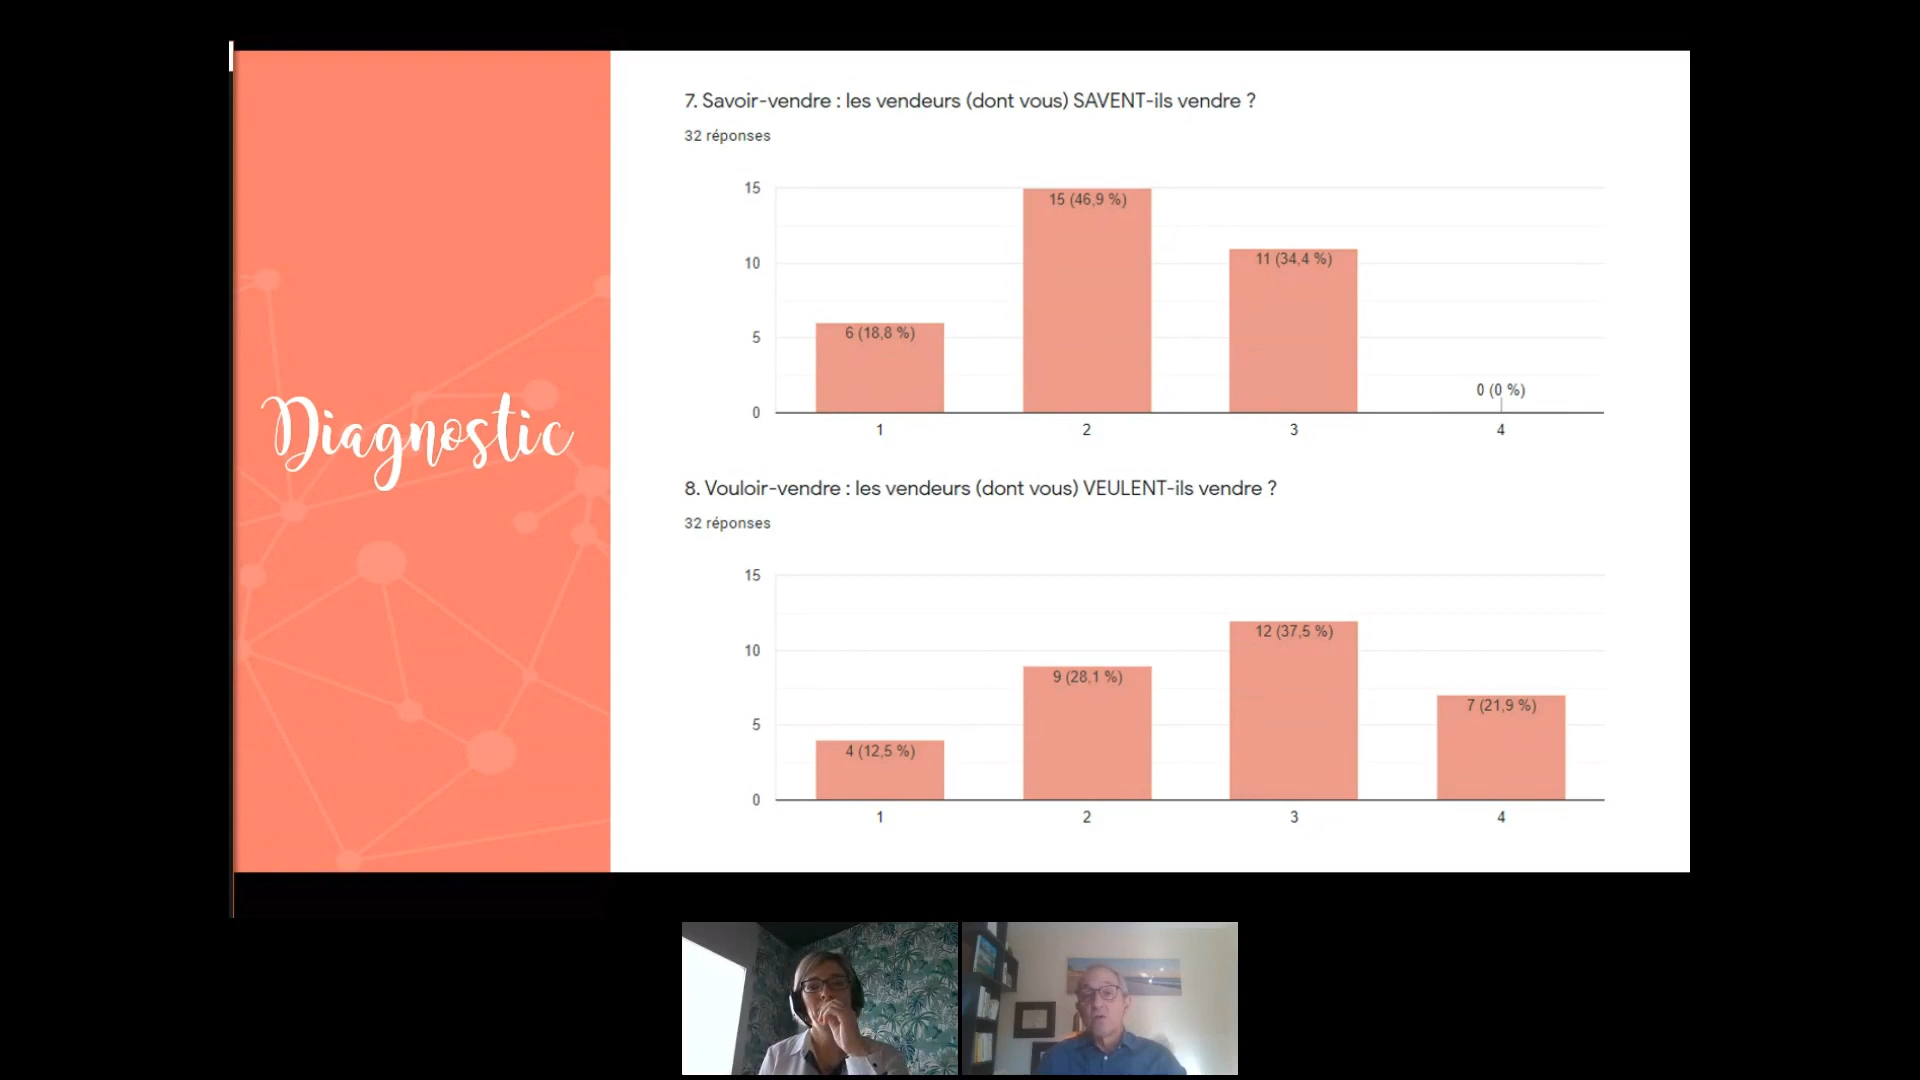 Diagnostic
7. Savoir-vendre : les vendeurs (dont vous) SAVENT-ils vendre ?
32 réponses
15
10
5
0
15 (46,9 %)
11 (34,4 %)
6 (18,8 %)
0 (0 %)
1 2 3 4
8. Vouloir-vendre : les vendeurs (dont vous) VEULENT-ils vendre ?
32 réponses
15
10
5
0
12 (37,5 %)
9 (28,1 %)
7 (21,9 %)
4 (12,5 %)
1 2 3 4